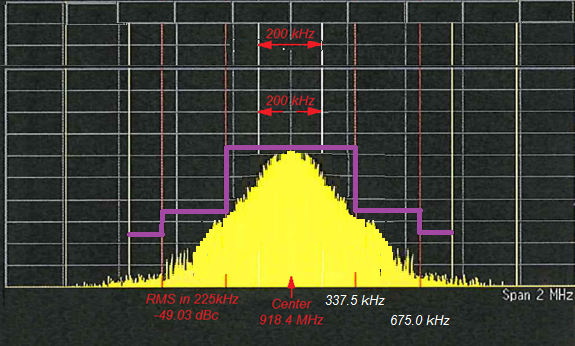 200 kHz
200 kHz
Span 2 MHz
RMS in 225kHz
-49.03 dBc
Center
918.4 MHz
337.5 kHz
675.0 kHz